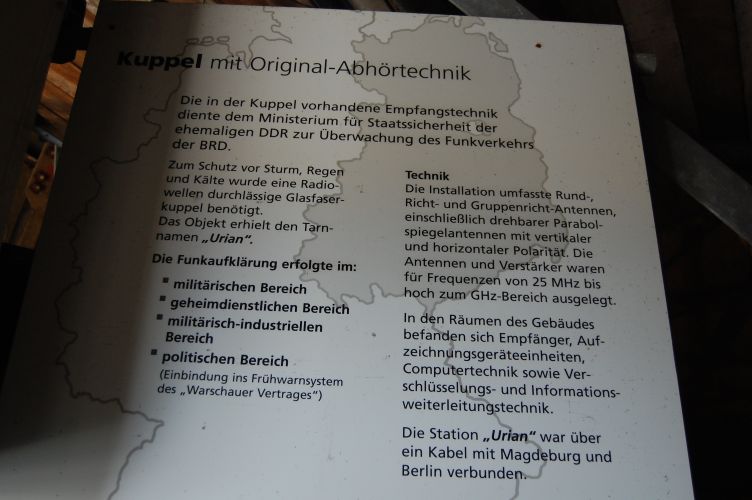 Kuppel mit Original-Abhörtechnik
Die in der Kuppel vorhandene Empfangstechnik
diente dem Ministerium für Staatssicherheit der
ehemaligen DDR zur Überwachung des Funkverkehrs
der BRD.
Zum Schutz vor Sturm, Regen
und Kälte wurde eine Radio-
wellen durchlässige Glasfaser-
kuppel benötigt.
Das Objekt erhielt den Tarn-
namen „Urian“.
Die Funkaufklärung erfolgte im:
▪ militärischen Bereich
▪ geheimdienstlichen Bereich
▪ militärisch-industriellen
Bereich
▪ politischen Bereich
(Einbindung ins Frühwarnsystem
des „Warschauer Vertrages“)
Technik
Die Installation umfasste Rund-,
Richt- und Gruppenricht-Antennen,
einschließlich drehbarer Parabol-
spiegelantennen mit vertikaler
und horizontaler Polarität. Die
Antennen und Verstärker waren
für Frequenzen von 25 MHz bis
hoch zum GHz-Bereich ausgelegt.
In den Räumen des Gebäudes
befanden sich Empfänger, Auf-
zeichnungsgeräteeinheiten,
Computertechnik sowie Ver-
schlüsselungs- und Informations-
weiterleitungstechnik.
Die Station „Urian“ war über
ein Kabel mit Magdeburg und
Berlin verbunden.